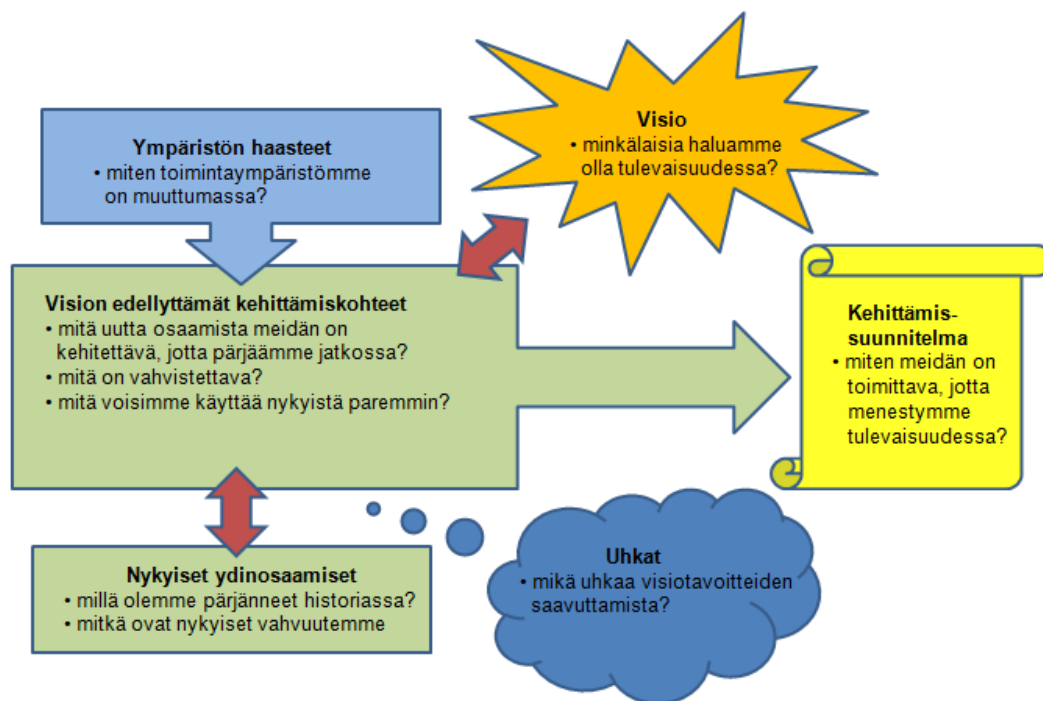 Ympäristön haasteet
• miten toimintaympäristömme
on muuttumassa?
Visio
• minkälaisia haluamme
olla tulevaisuudessa?
Vision edellyttämät kehittämiskohteet
• mitä uutta osaamista meidän on
kehitettävä, jotta pärjäämme jatkossa?
• mitä on vahvistettava?
• mitä voisimme käyttää nykyistä paremmin?
Kehittämis-
suunnitelma
• miten meidän on
toimittava, jotta
menestymme
tulevaisuudessa?
Nykyiset ydinosaamiset
• millä olemme pärjänneet historiassa?
• mitkä ovat nykyiset vahvuutemme
Uhkat
• mikä uhkaa visiotavoitteiden
saavuttamista?